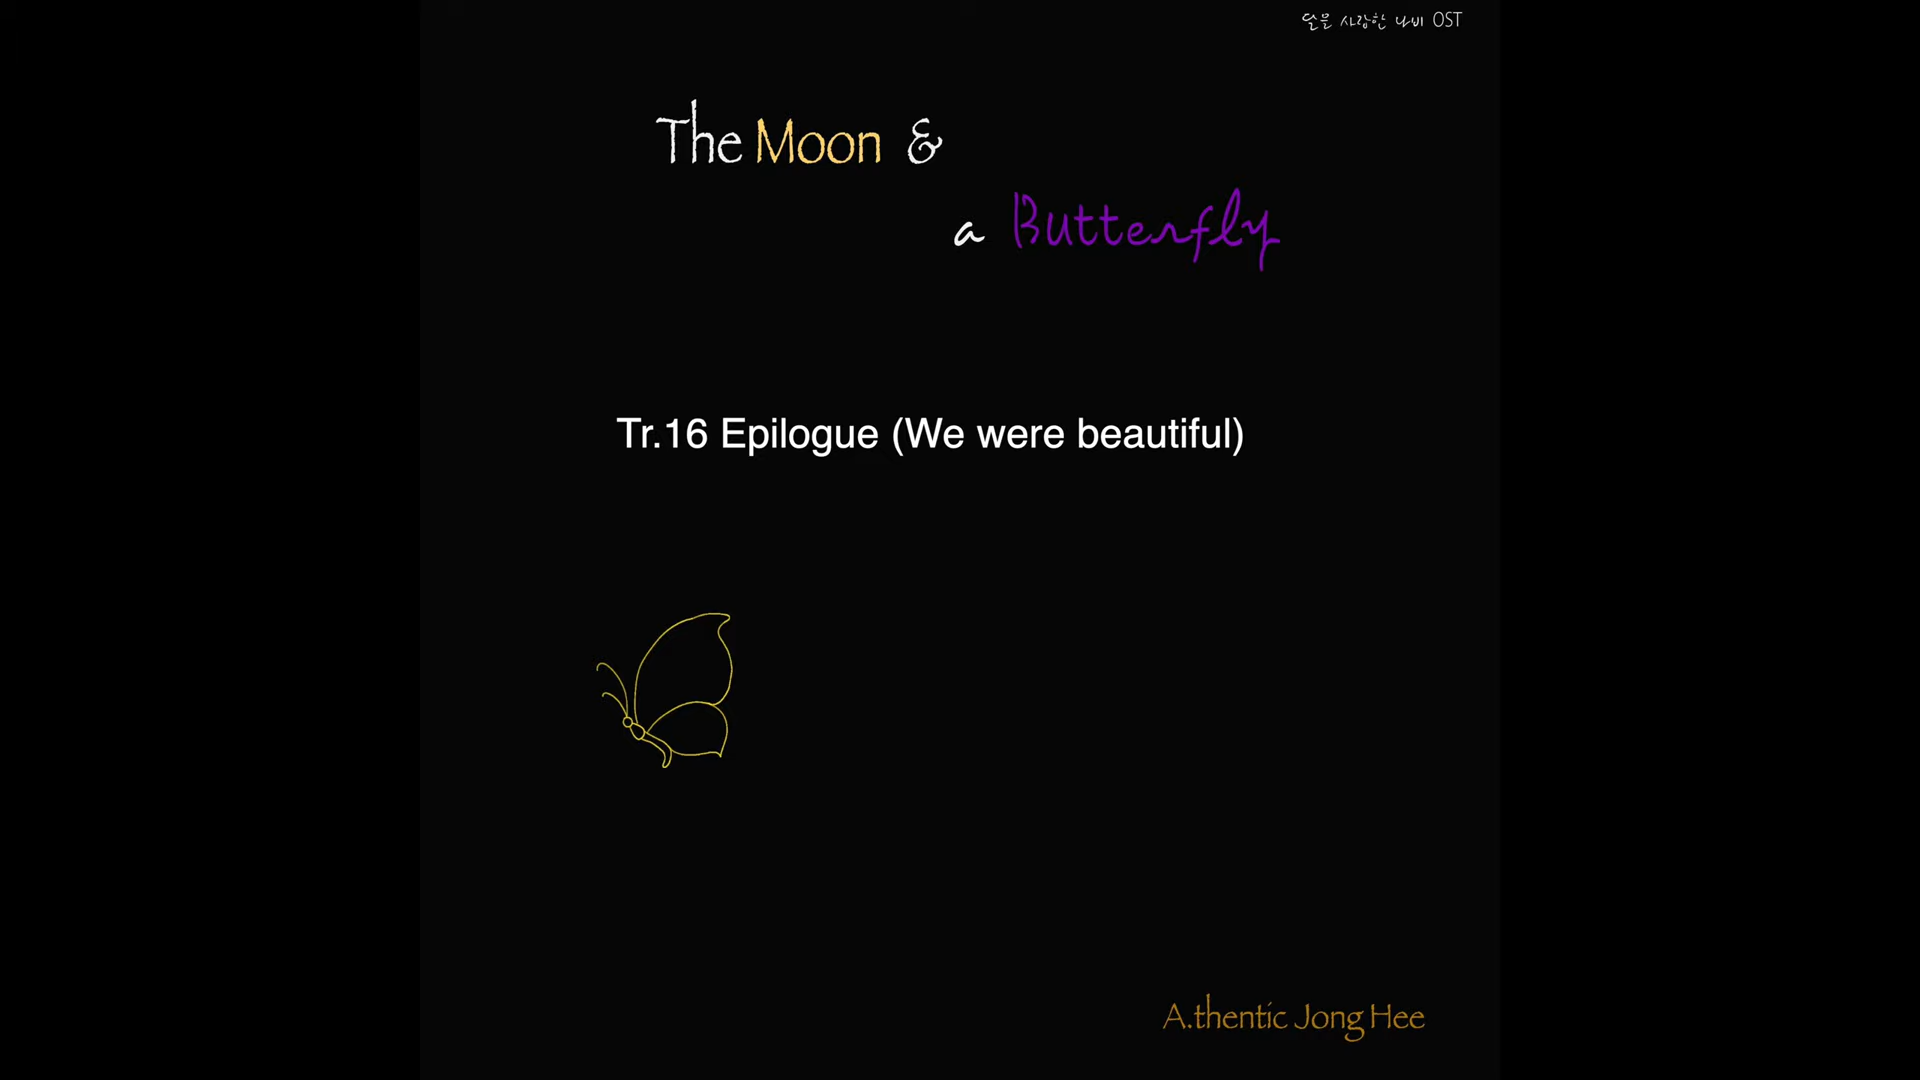 달을 사랑한 나비 OST
The Moon &
a Butterfly
Tr.16 Epilogue (We were beautiful)
A.thentic Jong Hee